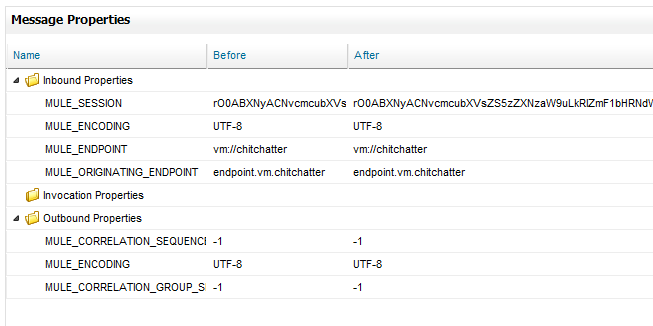 Message Properties
Name Before After
Inbound Properties
MULE_SESSION rO0ABXNyACNvcmcubXVs rO0ABXNyACNvcmcubXVsZS5zZXNzaW9uLkRlZmF1bHRNdW
MULE_ENCODING UTF-8 UTF-8
MULE_ENDPOINT vm://chitchatter vm://chitchatter
MULE_ORIGINATING_ENDPOINT endpoint.vm.chitchatter endpoint.vm.chitchatter
Invocation Properties
Outbound Properties
MULE_CORRELATION_SEQUENCE -1 -1
MULE_ENCODING UTF-8 UTF-8
MULE_CORRELATION_GROUP_S -1 -1